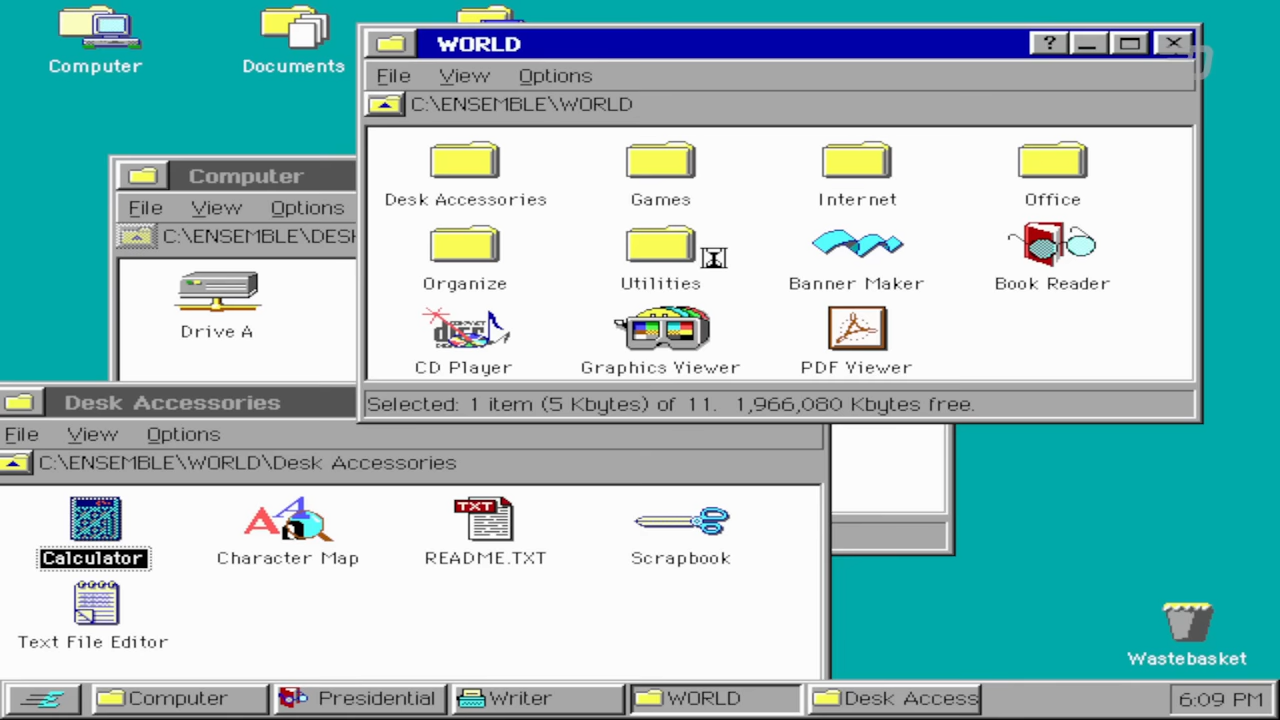 Computer
Documents
WORLD
?
File View Options
C:\ENSEMBLE\WORLD
Desk Accessories
Games
Internet
Office
Organize
Utilities
Banner Maker
Book Reader
CD Player
Graphics Viewer
PDF Viewer
Selected: 1 item (5 Kbytes) of 11. 1,966,080 Kbytes free.
Computer
File View Options
C:\ENSEMBLE\DESK
Drive A
Desk Accessories
File View Options
C:\ENSEMBLE\WORLD\Desk Accessories
Calculator
Character Map
TXT
README.TXT
Scrapbook
Text File Editor
Wastebasket
Computer
Presidential
Writer
WORLD
Desk Access
6:09 PM